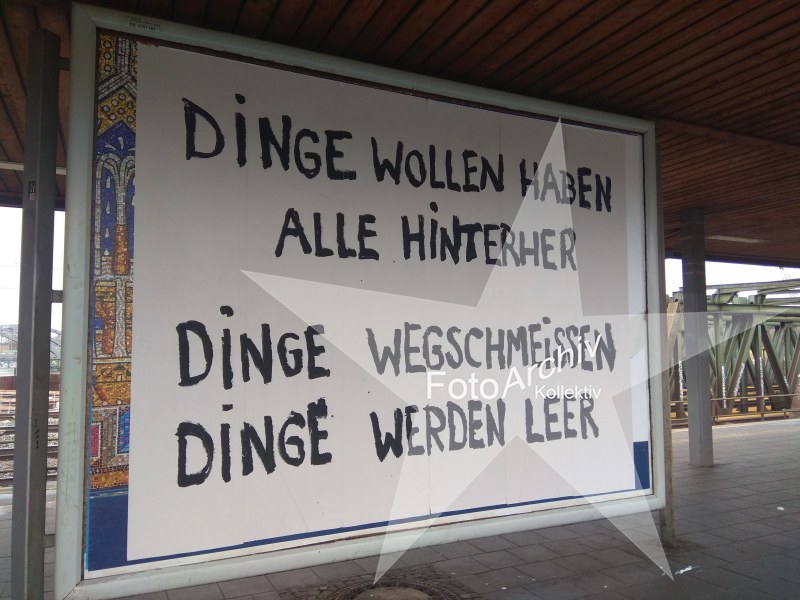 DiNGE WOLLEN HABEN
ALLE HiNTERHER
DiNGE WEGSCHMEiSSEN
DiNGE WERDEN LEER
FotoArchiv
Kollektiv